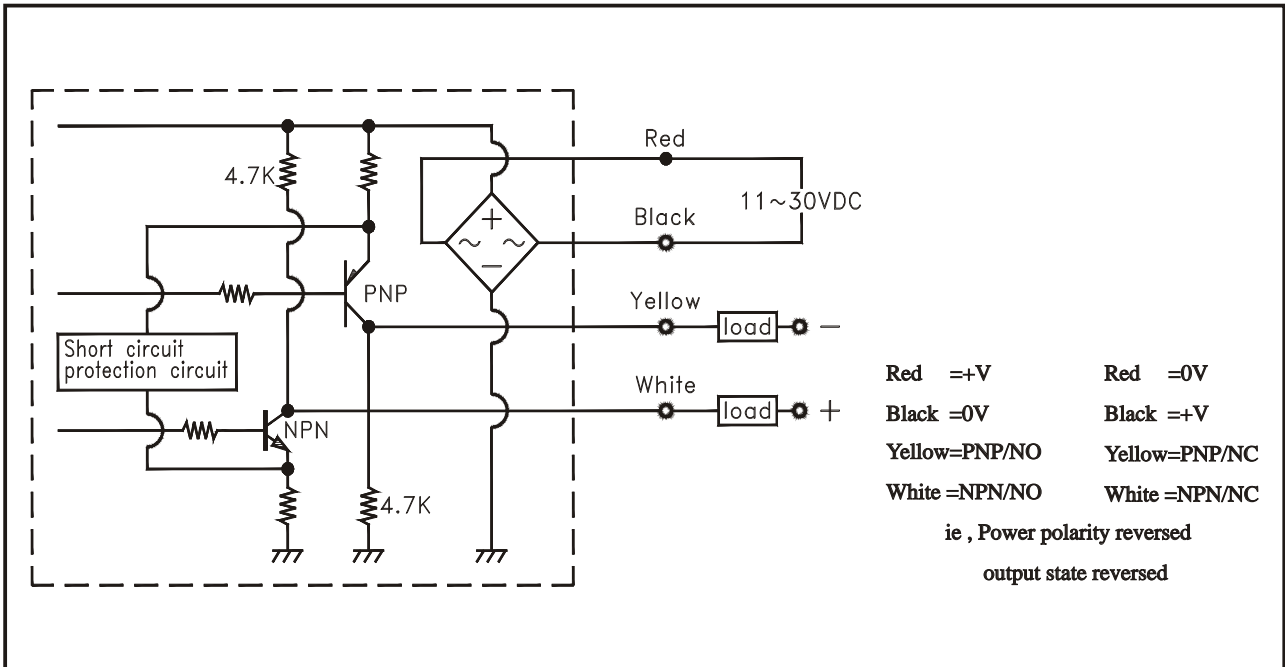 Red
4.7K
11~30VDC
Black
+
~ ~
−
PNP
Yellow
load −
Short circuit
protection circuit
White
load +
NPN
4.7K
Red =+V Red =0V
Black =0V Black =+V
Yellow=PNP/NO Yellow=PNP/NC
White =NPN/NO White =NPN/NC
ie , Power polarity reversed
output state reversed